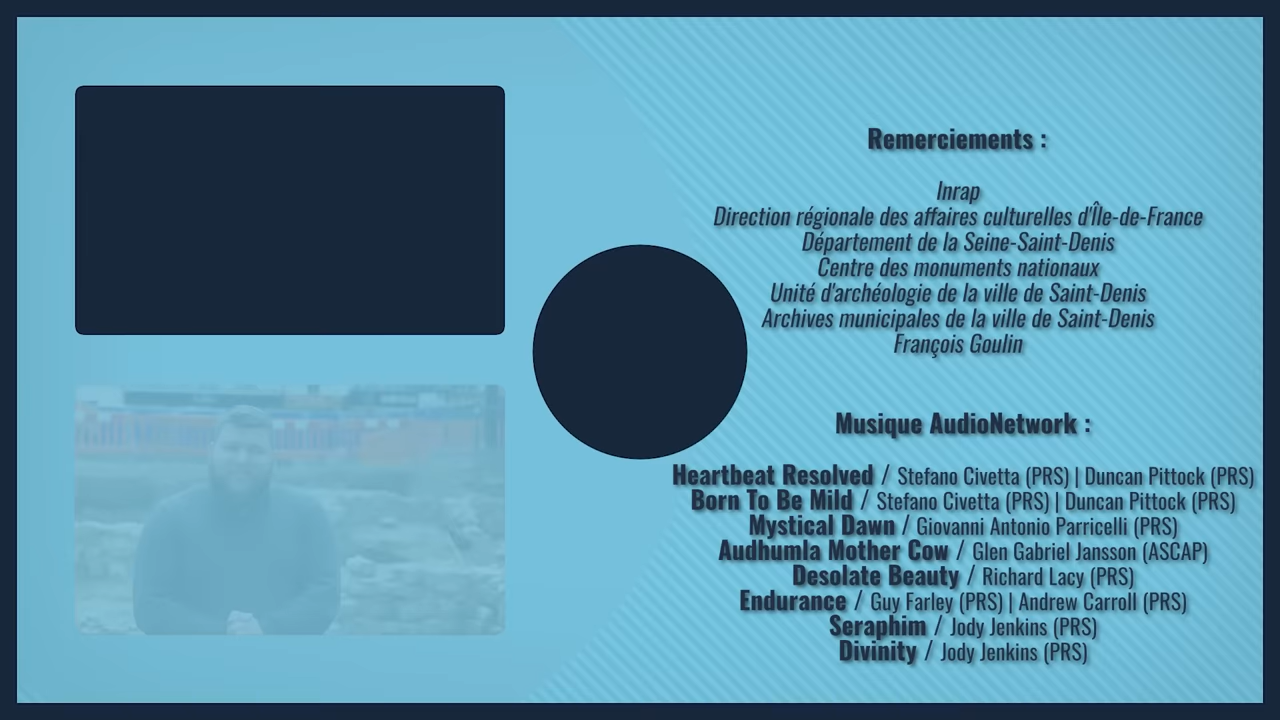 Remerciements :
Inrap
Direction régionale des affaires culturelles d'Île-de-France
Département de la Seine-Saint-Denis
Centre des monuments nationaux
Unité d'archéologie de la ville de Saint-Denis
Archives municipales de la ville de Saint-Denis
François Goulin
Musique AudioNetwork :
Heartbeat Resolved / Stefano Civetta (PRS) | Duncan Pittock (PRS)
Born To Be Mild / Stefano Civetta (PRS) | Duncan Pittock (PRS)
Mystical Dawn / Giovanni Antonio Parricelli (PRS)
Audhumla Mother Cow / Glen Gabriel Jansson (ASCAP)
Desolate Beauty / Richard Lacy (PRS)
Endurance / Guy Farley (PRS) | Andrew Carroll (PRS)
Seraphim / Jody Jenkins (PRS)
Divinity / Jody Jenkins (PRS)